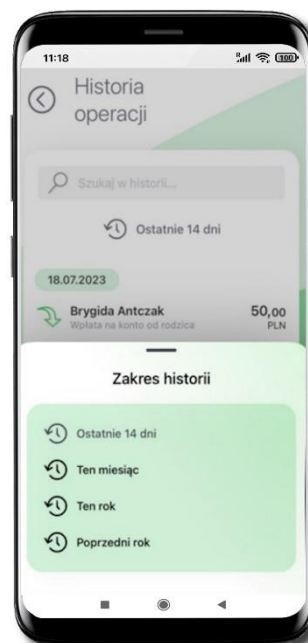 11:18
100
Historia
operacji
Szukaj w historii...
Ostatnie 14 dni
18.07.2023
Brygida Antczak 50,00
Wpłata na konto od rodzica PLN
Zakres historii
Ostatnie 14 dni
Ten miesiąc
Ten rok
Poprzedni rok